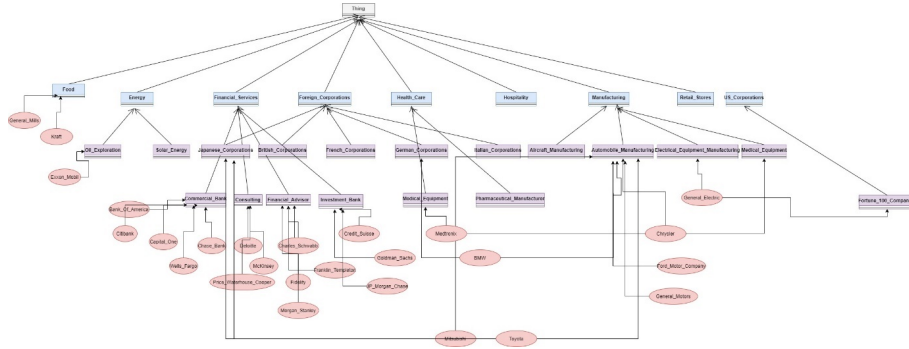 Thing
Food
Energy
Financial_Services
Foreign_Corporations
Health_Care
Hospitality
Manufacturing
Retail_Stores
US_Corporations
General_Mills
Kraft
Oil_Exploration
Solar_Energy
Japanese_Corporations
British_Corporations
French_Corporations
German_Corporations
Italian_Corporations
Aircraft_Manufacturing
Automobile_Manufacturing
Electrical_Equipment_Manufacturing
Medical_Equipment
Exxon_Mobil
Commercial_Bank
Consulting
Financial_Advisor
Investment_Bank
Medical_Equipment
Pharmaceutical_Manufacturer
General_Electric
Fortune_100_Compan
Bank_Of_America
Citibank
Capital_One
Chase_Bank
Deloitte
Charles_Schwabb
Credit_Suisse
Medtronix
Chrysler
Wells_Fargo
McKinsey
Franklin_Templeton
Goldman_Sachs
BMW
Ford_Motor_Company
Price_Waterhouse_Cooper
Fidelity
JP_Morgan_Chase
General_Motors
Morgan_Stanley
Mitsubishi
Toyota